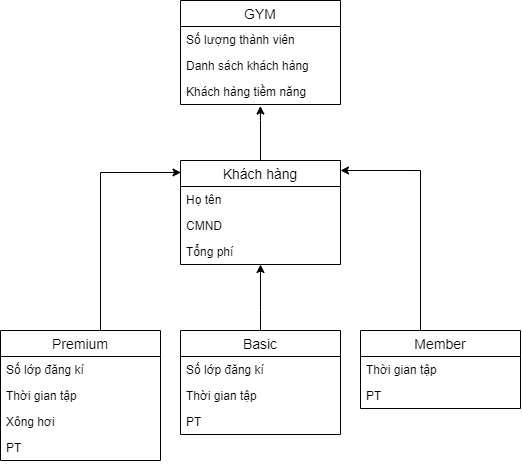 GYM
Số lượng thành viên
Danh sách khách hàng
Khách hàng tiềm năng
Khách hàng
Họ tên
CMND
Tổng phí
Premium
Số lớp đăng kí
Thời gian tập
Xông hơi
PT
Basic
Số lớp đăng kí
Thời gian tập
PT
Member
Thời gian tập
PT